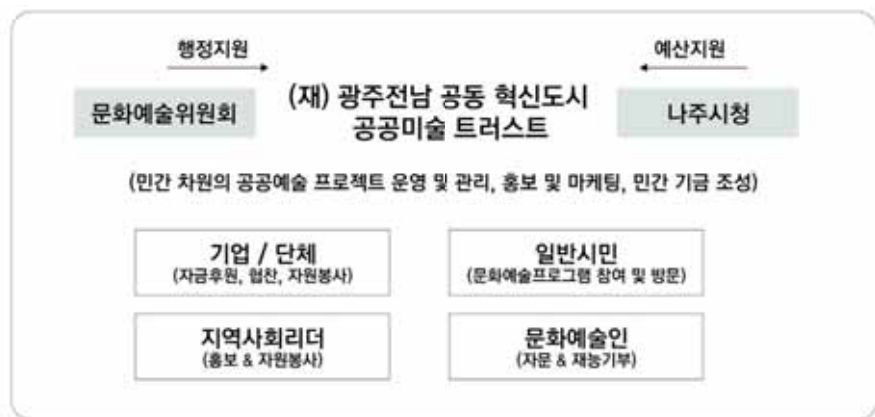 행정지원
예산지원
문화예술위원회
(재) 광주전남 공동 혁신도시
공공미술 트러스트
나주시청
(민간 차원의 공공예술 프로젝트 운영 및 관리, 홍보 및 마케팅, 민간 기금 조성)
기업 / 단체
(자금후원, 협찬, 자원봉사)
일반시민
(문화예술프로그램 참여 및 방문)
지역사회리더
(홍보 & 자원봉사)
문화예술인
(자문 & 재능기부)